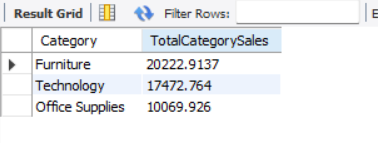 Result Grid Filter Rows: E
Category TotalCategorySales
Furniture 20222.9137
Technology 17472.764
Office Supplies 10069.926